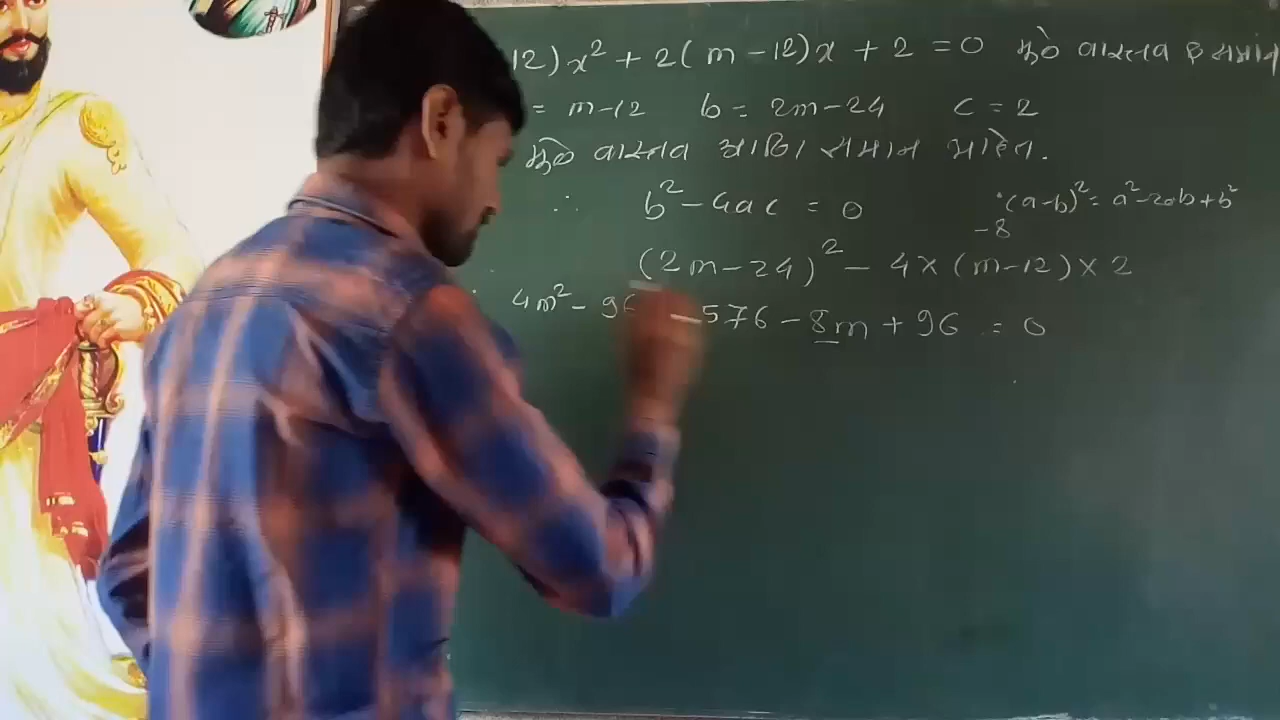 12)x² + 2(m-12)x + 2 = 0 मुळे वास्तव व समान
= m-12 b = 2m-24 c = 2
मुळे वास्तव आणि समान आहेत.
∴ b² - 4ac = 0 (a-b)² = a² - 2ab + b²
-8
(2m-24)² - 4×(m-12)×2
4m² - 96 576 - 8m + 96 = 0